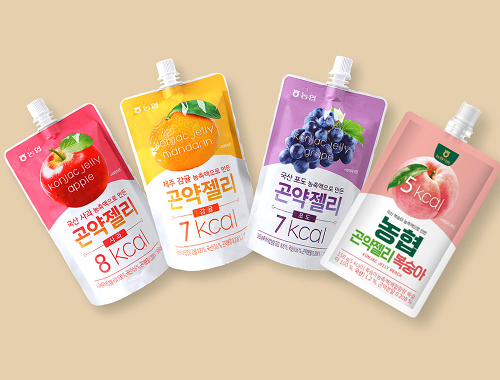 농협
konjac jelly
apple
국산 사과 농축액으로 만든
곤약젤리
사과
8 kcal
농협
konjac jelly
mandarin
제주 감귤 농축액으로 만든
곤약젤리
감귤
7 kcal
농협
konjac jelly
grape
국산 포도 농축액으로 만든
곤약젤리
포도
7 kcal
5 kcal
농협
곤약젤리 복숭아
KONJAC JELLY PEACH